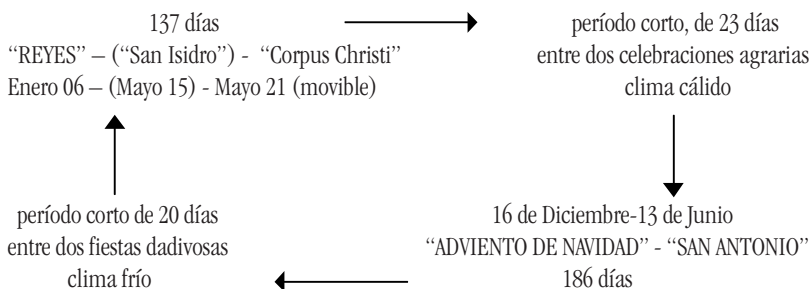 137 días
“REYES” – (“San Isidro”) - “Corpus Christi”
Enero 06 – (Mayo 15) - Mayo 21 (movible)
período corto, de 23 días
entre dos celebraciones agrarias
clima cálido
período corto de 20 días
entre dos fiestas dadivosas
clima frío
16 de Diciembre-13 de Junio
“ADVIENTO DE NAVIDAD” - “SAN ANTONIO”
186 días